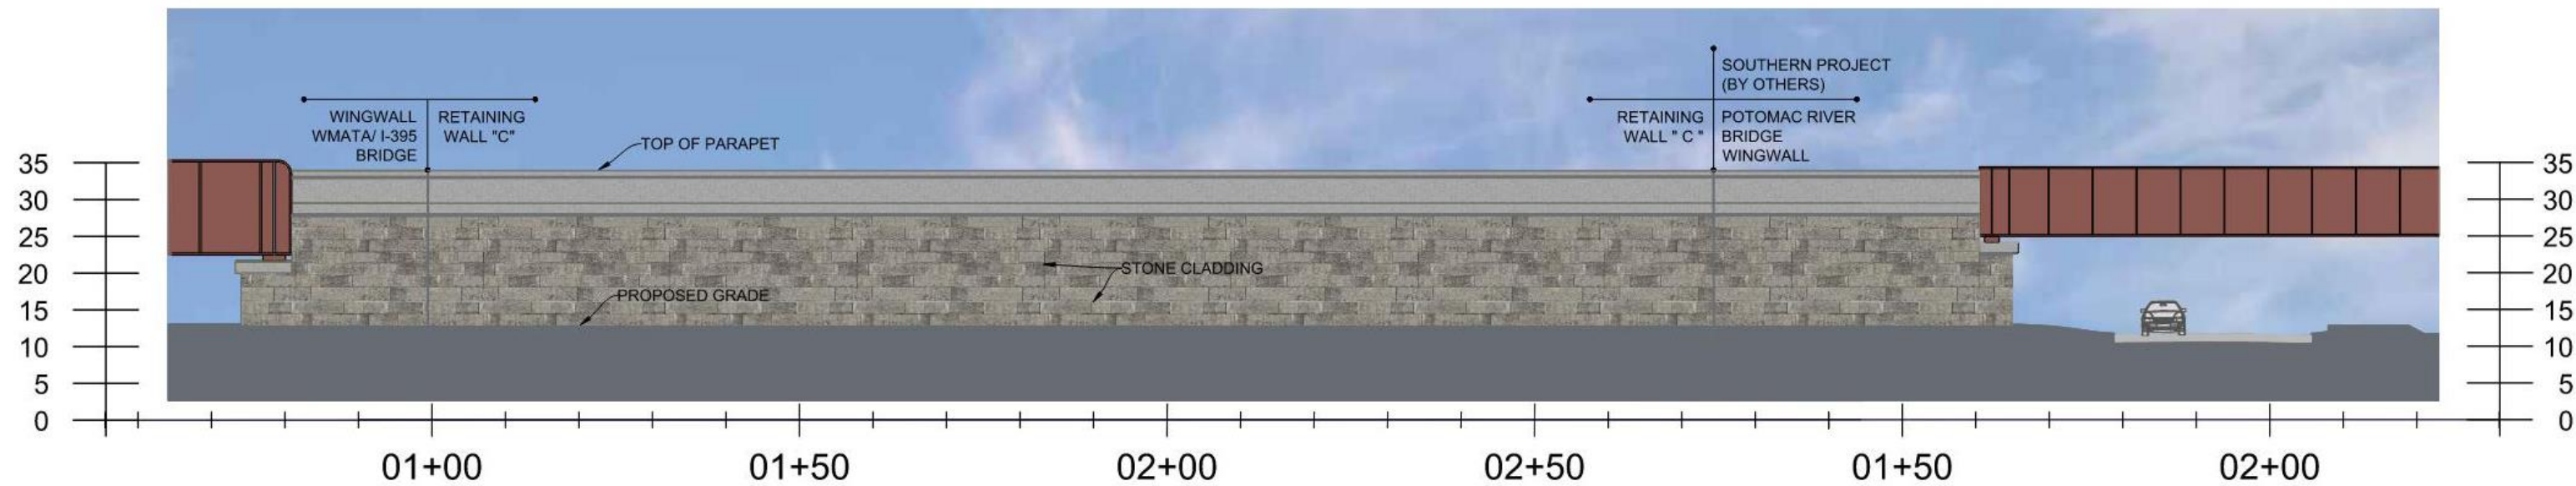 SOUTHERN PROJECT
(BY OTHERS)
WINGWALL
WMATA/ I-395
BRIDGE
RETAINING
WALL "C"
RETAINING
WALL " C "
POTOMAC RIVER
BRIDGE
WINGWALL
TOP OF PARAPET
STONE CLADDING
PROPOSED GRADE
35
30
25
20
15
10
5
0
35
30
25
20
15
10
5
0
01+00
01+50
02+00
02+50
01+50
02+00